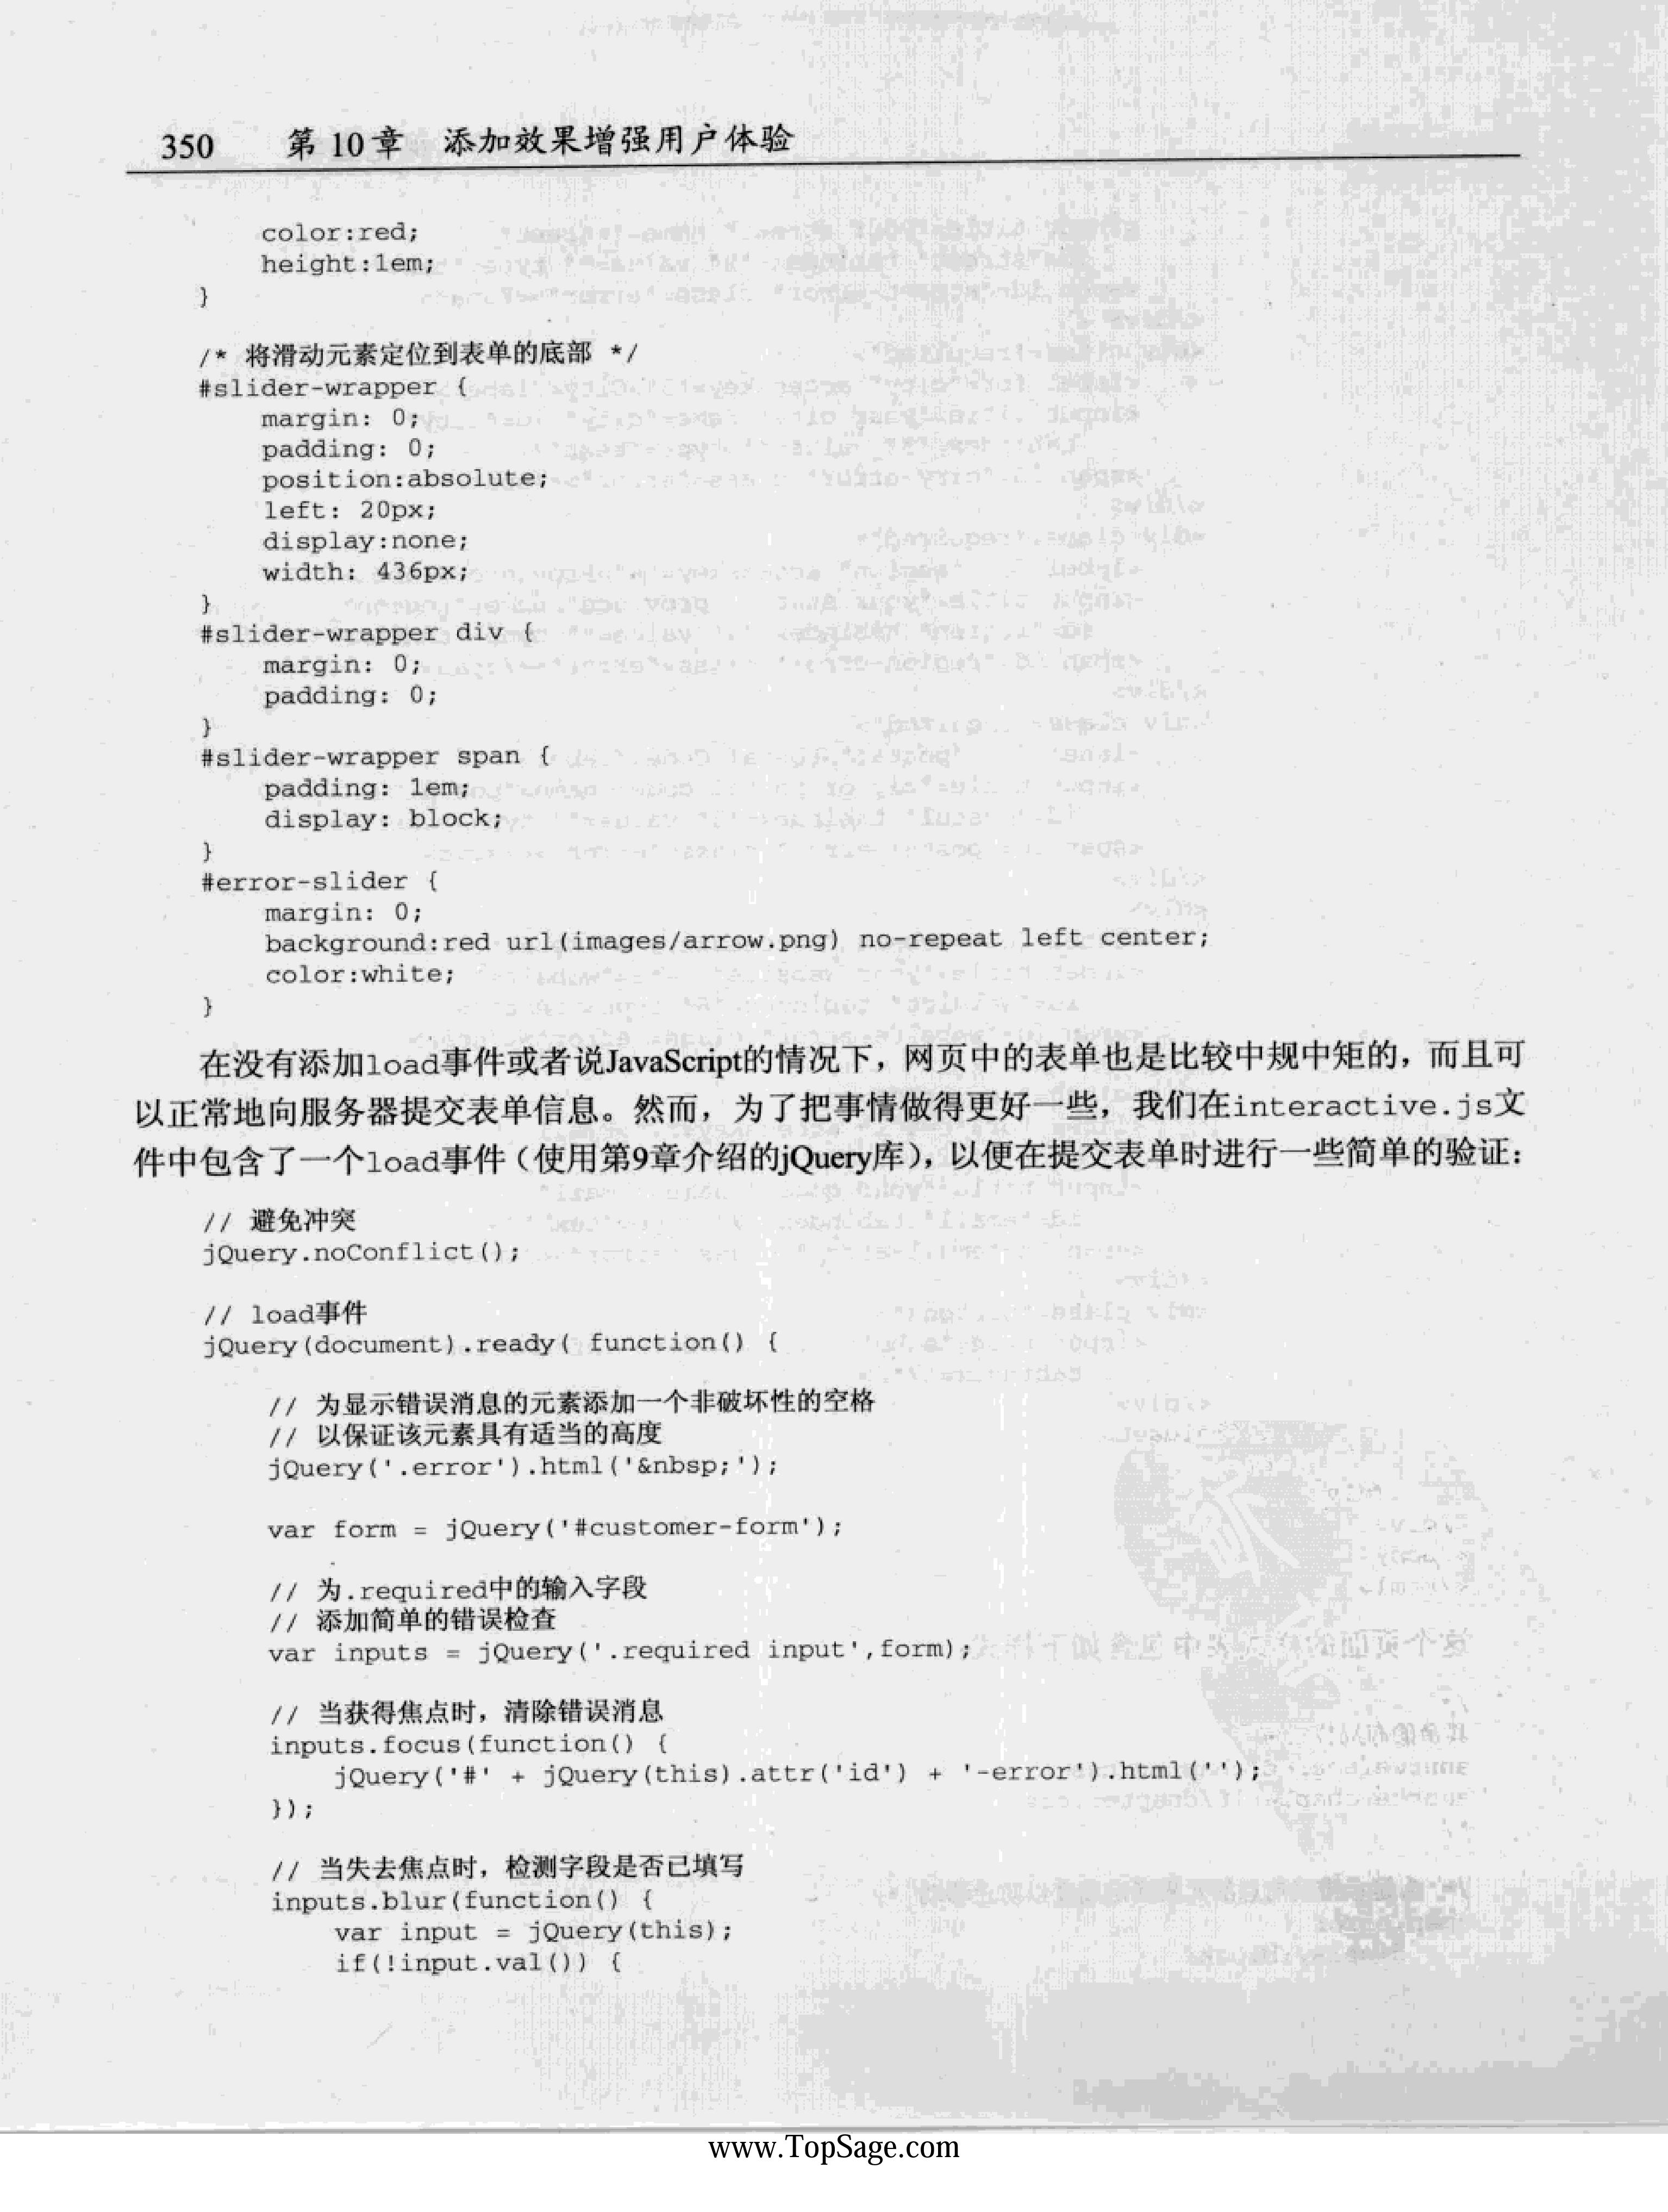 350 第 10 章 添加效果增强用户体验
color:red;
height:1em;
}
/* 将滑动元素定位到表单的底部 */
#slider-wrapper {
margin: 0;
padding: 0;
position:absolute;
left: 20px;
display:none;
width: 436px;
}
#slider-wrapper div {
margin: 0;
padding: 0;
}
#slider-wrapper span {
padding: 1em;
display: block;
}
#error-slider {
margin: 0;
background:red url(images/arrow.png) no-repeat left center;
color:white;
}
在没有添加load事件或者说JavaScript的情况下，网页中的表单也是比较中规中矩的，而且可
以正常地向服务器提交表单信息。然而，为了把事情做得更好一些，我们在interactive.js文
件中包含了一个load事件（使用第9章介绍的jQuery库），以便在提交表单时进行一些简单的验证：
// 避免冲突
jQuery.noConflict();
// load事件
jQuery(document).ready( function() {
// 为显示错误消息的元素添加一个非破坏性的空格
// 以保证该元素具有适当的高度
jQuery('.error').html('&nbsp;');
var form = jQuery('#customer-form');
// 为.required中的输入字段
// 添加简单的错误检查
var inputs = jQuery('.required input',form);
// 当获得焦点时，清除错误消息
inputs.focus(function() {
jQuery('#' + jQuery(this).attr('id') + '-error').html('');
});
// 当失去焦点时，检测字段是否已填写
inputs.blur(function() {
var input = jQuery(this);
if(!input.val()) {
www.TopSage.com